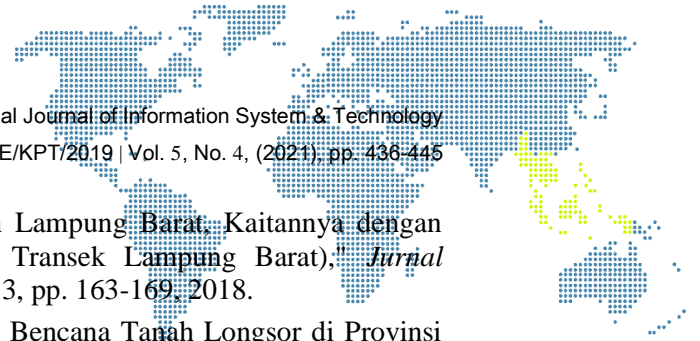 al Journal of Information System & Technology
E/KPT/2019 | Vol. 5, No. 4, (2021), pp. 436-445
Lampung Barat, Kaitannya dengan
Transek Lampung Barat)," Jurnal
3, pp. 163-169, 2018.
Bencana Tanah Longsor di Provinsi